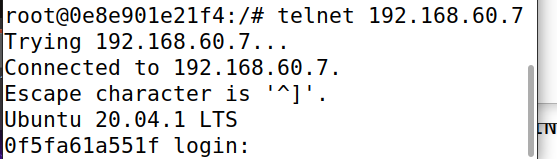 root@0e8e901e21f4:/# telnet 192.168.60.7
Trying 192.168.60.7...
Connected to 192.168.60.7.
Escape character is '^]'.
Ubuntu 20.04.1 LTS
0f5fa61a551f login: